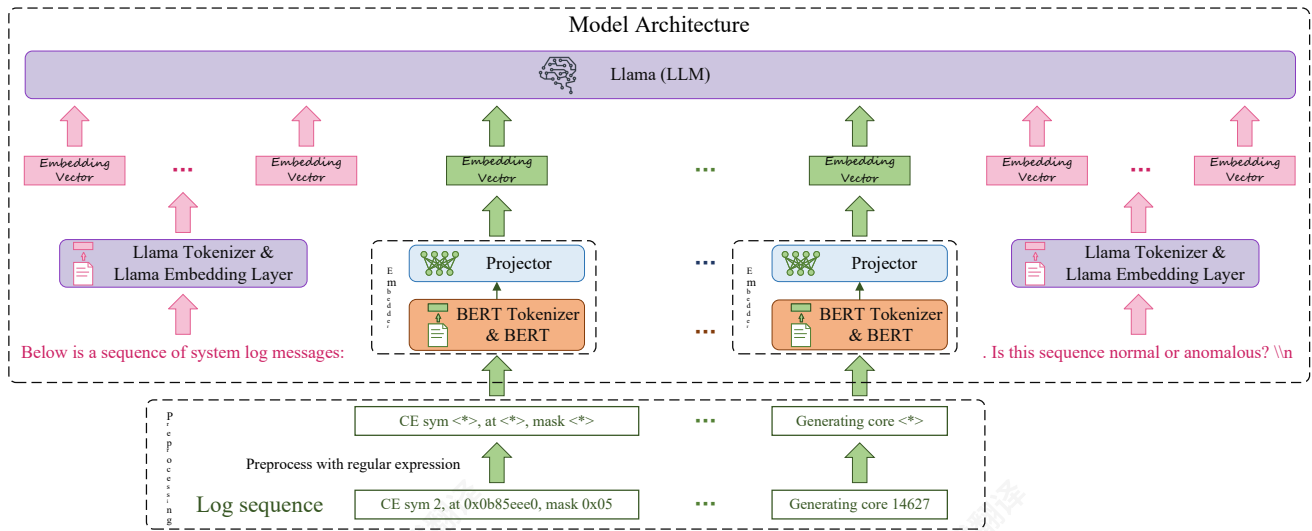 Model Architecture
Llama (LLM)
Embedding Vector
...
Embedding Vector
Embedding Vector
...
Embedding Vector
Embedding Vector
...
Embedding Vector
Llama Tokenizer &
Llama Embedding Layer
Embedder
Projector
...
Embedder
Projector
Llama Tokenizer &
Llama Embedding Layer
BERT Tokenizer
& BERT
...
BERT Tokenizer
& BERT
Below is a sequence of system log messages:
. Is this sequence normal or anomalous? \\n
Preprocessing
CE sym <*>, at <*>, mask <*>
...
Generating core <*>
Preprocess with regular expression
Log sequence
CE sym 2, at 0x0b85eee0, mask 0x05
...
Generating core 14627